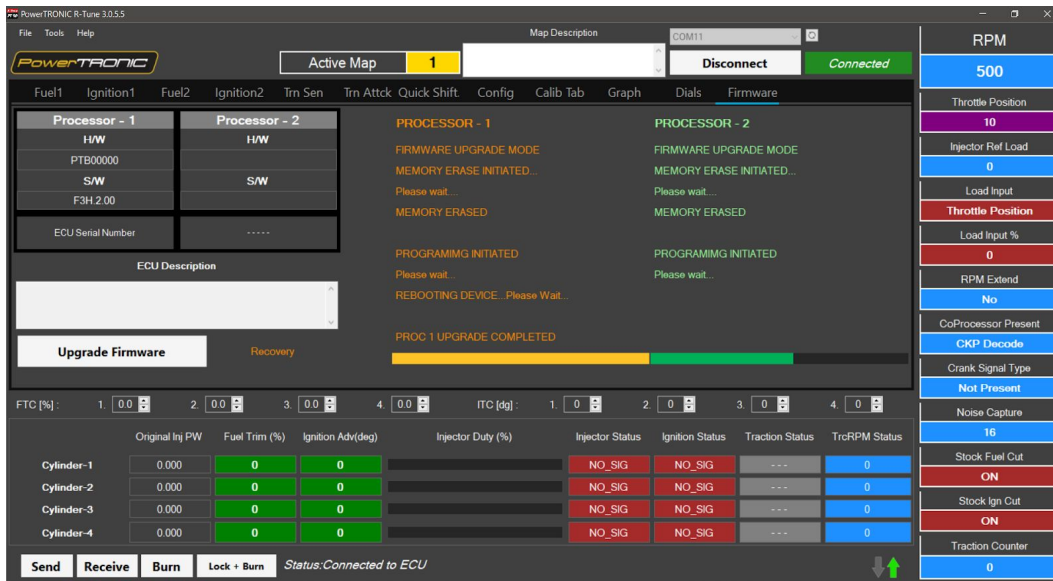 PowerTRONIC R-Tune 3.0.5.5
File Tools Help
Map Description
COM11
PowerTRONIC
Active Map 1
Disconnect
Connected
Fuel1 Ignition1 Fuel2 Ignition2 Trn Sen Trn Attck Quick Shift Config Calib Tab Graph Dials Firmware
Processor - 1 Processor - 2
H/W H/W
PTB00000
S/W S/W
F3H.2.00
ECU Serial Number -----
ECU Description
Upgrade Firmware
Recovery
PROCESSOR - 1
FIRMWARE UPGRADE MODE
MEMORY ERASE INITIATED...
Please wait....
MEMORY ERASED
PROGRAMIMG INITIATED
Please wait...
REBOOTING DEVICE...Please Wait...
PROC 1 UPGRADE COMPLETED
PROCESSOR - 2
FIRMWARE UPGRADE MODE
MEMORY ERASE INITIATED...
Please wait....
MEMORY ERASED
PROGRAMIMG INITIATED
Please wait...
FTC [%] : 1. 0.0 2. 0.0 3. 0.0 4. 0.0 ITC [dg] : 1. 0 2. 0 3. 0 4. 0
Original Inj PW Fuel Trim (%) Ignition Adv(deg) Injector Duty (%) Injector Status Ignition Status Traction Status TrcRPM Status
Cylinder-1 0.000 0 0 NO_SIG NO_SIG --- 0
Cylinder-2 0.000 0 0 NO_SIG NO_SIG --- 0
Cylinder-3 0.000 0 0 NO_SIG NO_SIG --- 0
Cylinder-4 0.000 0 0 NO_SIG NO_SIG --- 0
Send Receive Burn Lock + Burn Status:Connected to ECU
RPM
500
Throttle Position
10
Injector Ref Load
0
Load Input
Throttle Position
Load Input %
0
RPM Extend
No
CoProcessor Present
CKP Decode
Crank Signal Type
Not Present
Noise Capture
16
Stock Fuel Cut
ON
Stock Ign Cut
ON
Traction Counter
0